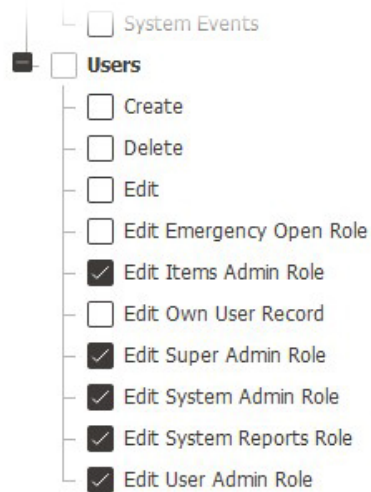 System Events
Users
Create
Delete
Edit
Edit Emergency Open Role
Edit Items Admin Role
Edit Own User Record
Edit Super Admin Role
Edit System Admin Role
Edit System Reports Role
Edit User Admin Role